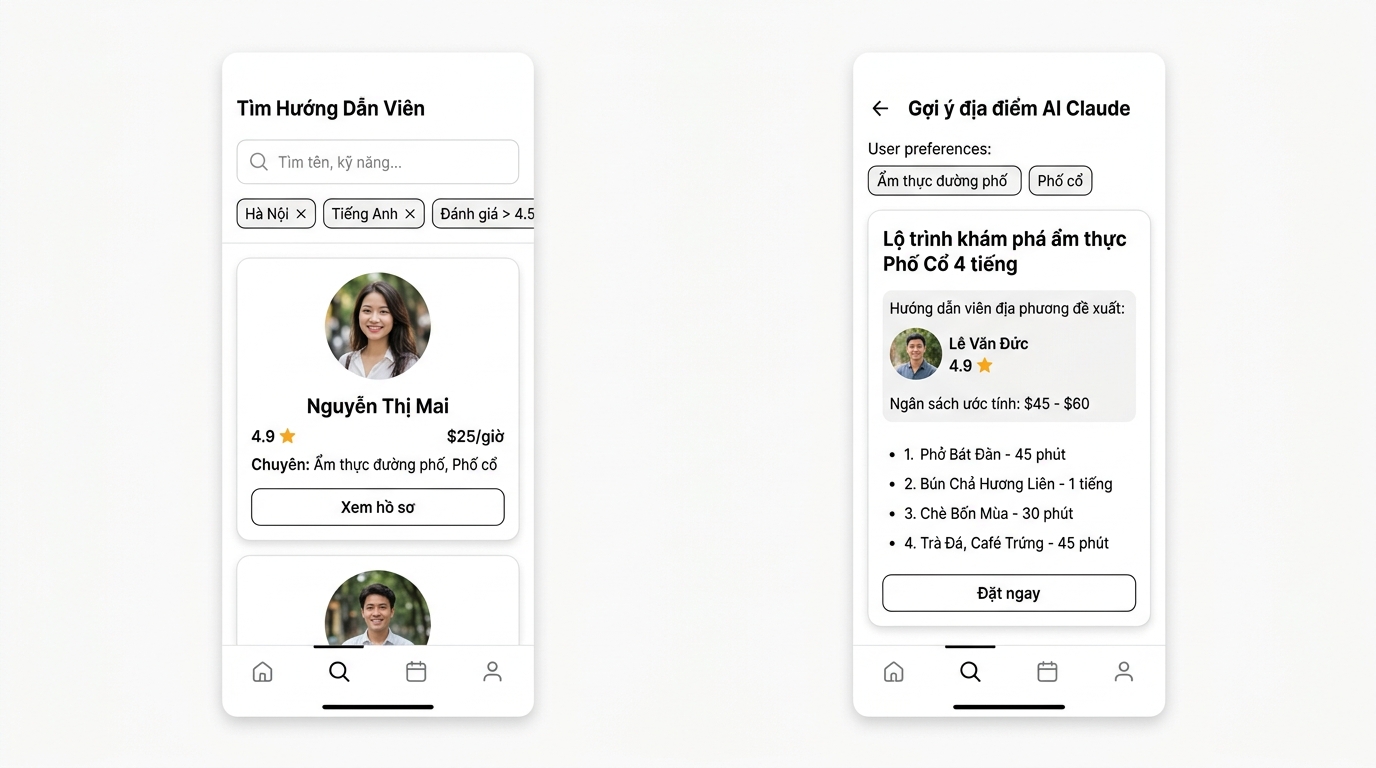 Tìm Hướng Dẫn Viên
Tìm tên, kỹ năng...
Hà Nội × Tiếng Anh × Đánh giá > 4.5
Nguyễn Thị Mai
4.9 ★ $25/giờ
Chuyên: Ẩm thực đường phố, Phố cổ
Xem hồ sơ
← Gợi ý địa điểm AI Claude
User preferences:
Ẩm thực đường phố Phố cổ
Lộ trình khám phá ẩm thực
Phố Cổ 4 tiếng
Hướng dẫn viên địa phương đề xuất:
Lê Văn Đức
4.9 ★
Ngân sách ước tính: $45 - $60
• 1. Phở Bát Đàn - 45 phút
• 2. Bún Chả Hương Liên - 1 tiếng
• 3. Chè Bốn Mùa - 30 phút
• 4. Trà Đá, Café Trứng - 45 phút
Đặt ngay